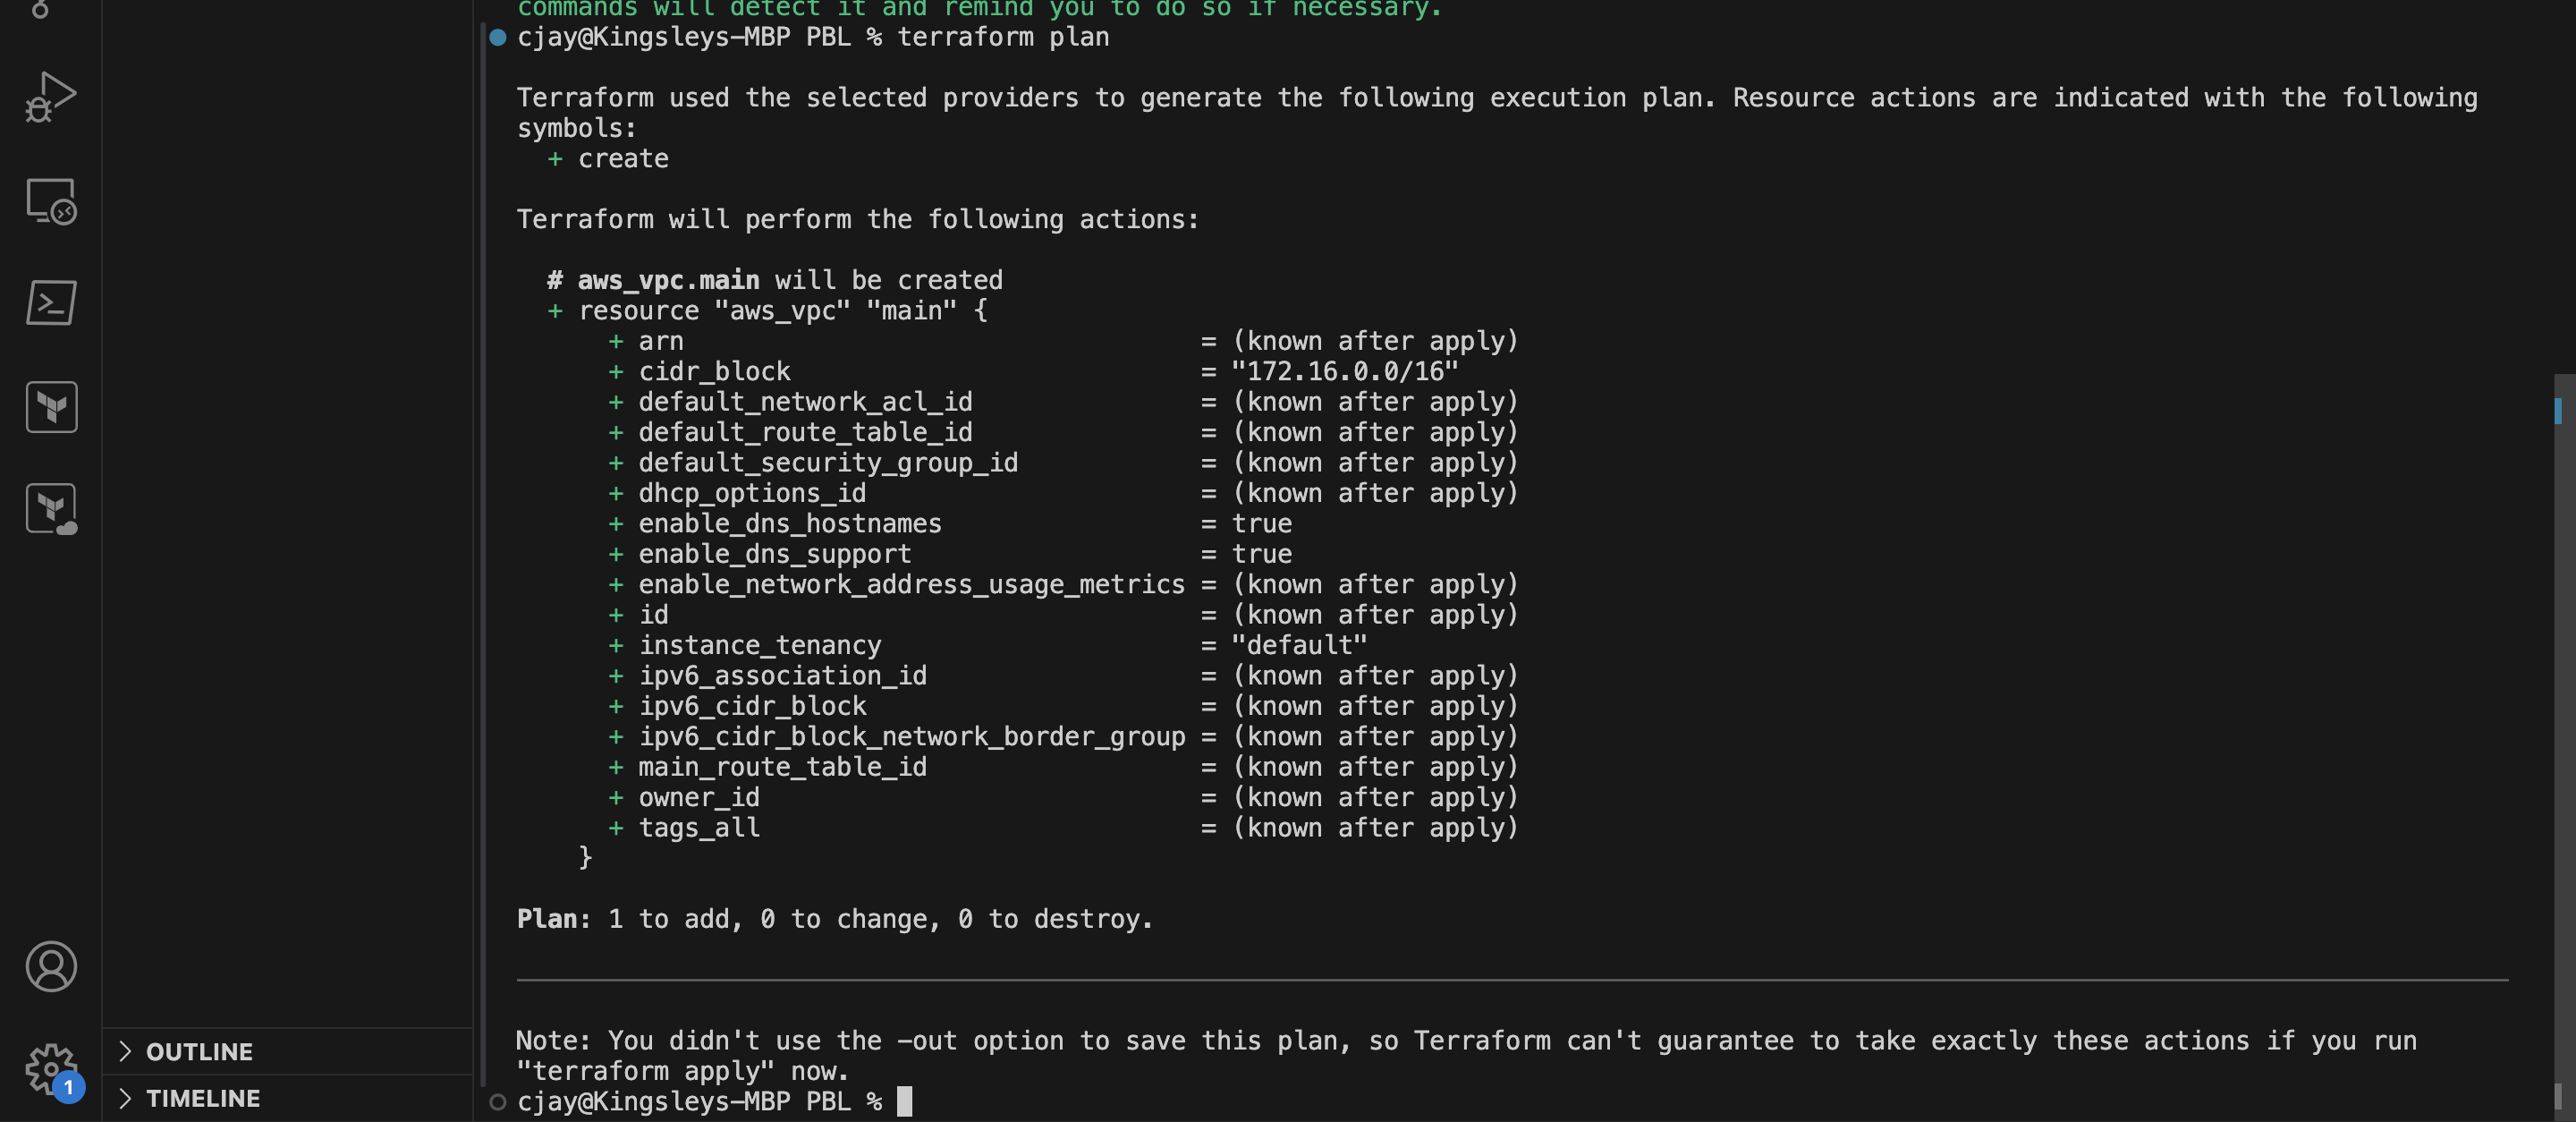 commands will detect it and remind you to do so if necessary.
cjay@Kingsleys-MBP PBL % terraform plan
Terraform used the selected providers to generate the following execution plan. Resource actions are indicated with the following
symbols:
+ create
Terraform will perform the following actions:
# aws_vpc.main will be created
+ resource "aws_vpc" "main" {
+ arn = (known after apply)
+ cidr_block = "172.16.0.0/16"
+ default_network_acl_id = (known after apply)
+ default_route_table_id = (known after apply)
+ default_security_group_id = (known after apply)
+ dhcp_options_id = (known after apply)
+ enable_dns_hostnames = true
+ enable_dns_support = true
+ enable_network_address_usage_metrics = (known after apply)
+ id = (known after apply)
+ instance_tenancy = "default"
+ ipv6_association_id = (known after apply)
+ ipv6_cidr_block = (known after apply)
+ ipv6_cidr_block_network_border_group = (known after apply)
+ main_route_table_id = (known after apply)
+ owner_id = (known after apply)
+ tags_all = (known after apply)
}
Plan: 1 to add, 0 to change, 0 to destroy.
Note: You didn't use the -out option to save this plan, so Terraform can't guarantee to take exactly these actions if you run
"terraform apply" now.
cjay@Kingsleys-MBP PBL %
OUTLINE
TIMELINE
1